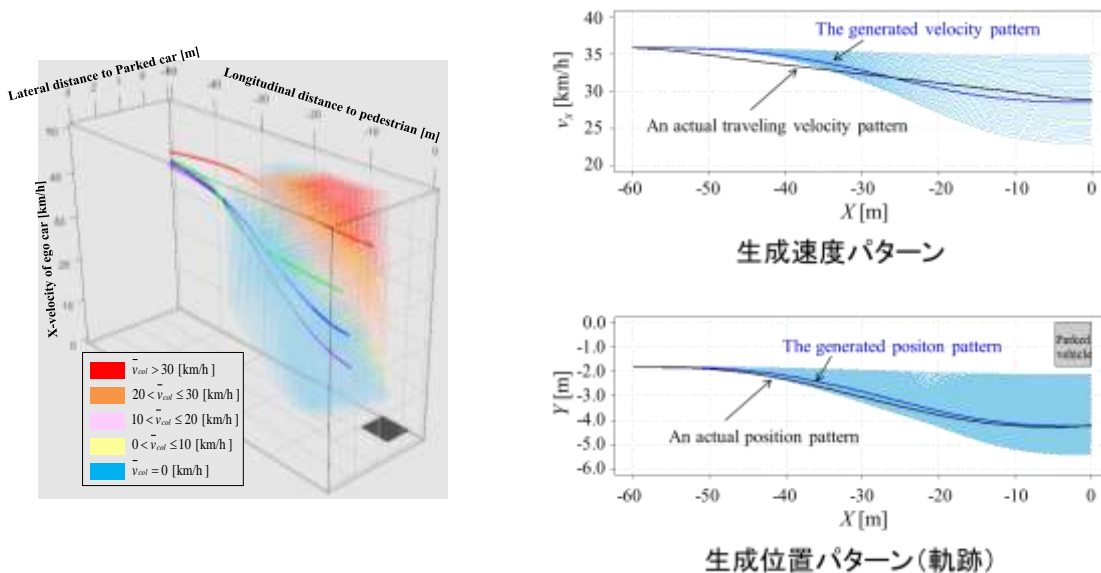 Lateral distance to Parked car [m]
Longitudinal distance to pedestrian [m]
X-velocity of ego car [km/h]
v̅col > 30 [km/h]
20 < v̅col ≤ 30 [km/h]
10 < v̅col ≤ 20 [km/h]
0 < v̅col ≤ 10 [km/h]
v̅col = 0 [km/h]
The generated velocity pattern
An actual traveling velocity pattern
vx [km/h]
40
35
30
25
20
-60 -50 -40 -30 -20 -10 0
X [m]
生成速度パターン
Parked
vehicle
The generated positon pattern
An actual position pattern
Y [m]
0.0
-1.0
-2.0
-3.0
-4.0
-5.0
-6.0
-60 -50 -40 -30 -20 -10 0
X [m]
生成位置パターン(軌跡)